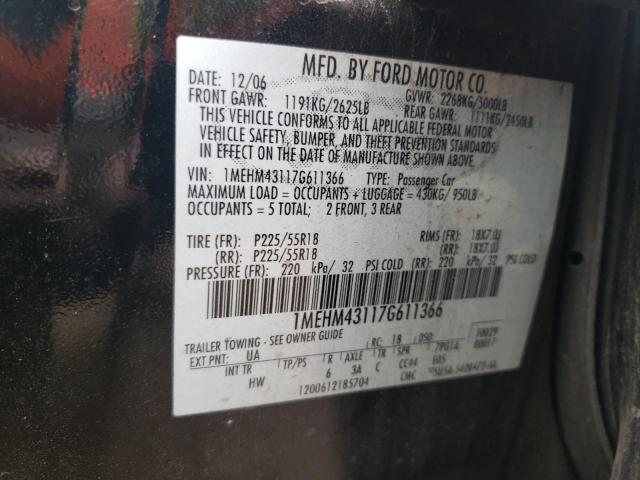 MFD. BY FORD MOTOR CO.
DATE: 12/06 GVWR: 2268KG/5000LB
FRONT GAWR: 1191KG/2625LB REAR GAWR: 1111KG/2450LB
THIS VEHICLE CONFORMS TO ALL APPLICABLE FEDERAL MOTOR
VEHICLE SAFETY, BUMPER, AND THEFT PREVENTION STANDARDS
IN EFFECT ON THE DATE OF MANUFACTURE SHOWN ABOVE.
VIN: 1MEHM43117G611366 TYPE: Passenger Car
MAXIMUM LOAD = OCCUPANTS + LUGGAGE = 430KG/ 950LB
OCCUPANTS = 5 TOTAL; 2 FRONT, 3 REAR
TIRE (FR): P225/55R18 RIMS (FR): 18X7.0J
(RR): P225/55R18 (RR): 18X7.0J
PRESSURE (FR): 220 kPa/ 32 PSI COLD (RR): 220 kPa/ 32 PSI COLD
1MEHM43117G611366
TRAILER TOWING - SEE OWNER GUIDE RC: 18 DSO:
EXT PNT: UA
INT TR TP/PS R AXLE TR SPR
HW 6 3A C CC44
1200612185704 CMC